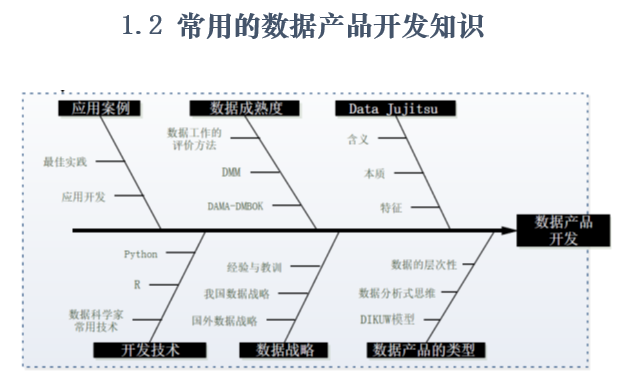 1.2 常用的数据产品开发知识
应用案例
数据成熟度
Data Jujitsu
最佳实践
应用开发
数据工作的
评价方法
DMM
DAMA-DMBOK
含义
本质
特征
数据产品
开发
Python
R
数据科学家
常用技术
经验与教训
我国数据战略
国外数据战略
数据的层次性
数据分析式思维
DIKUW模型
开发技术
数据战略
数据产品的类型